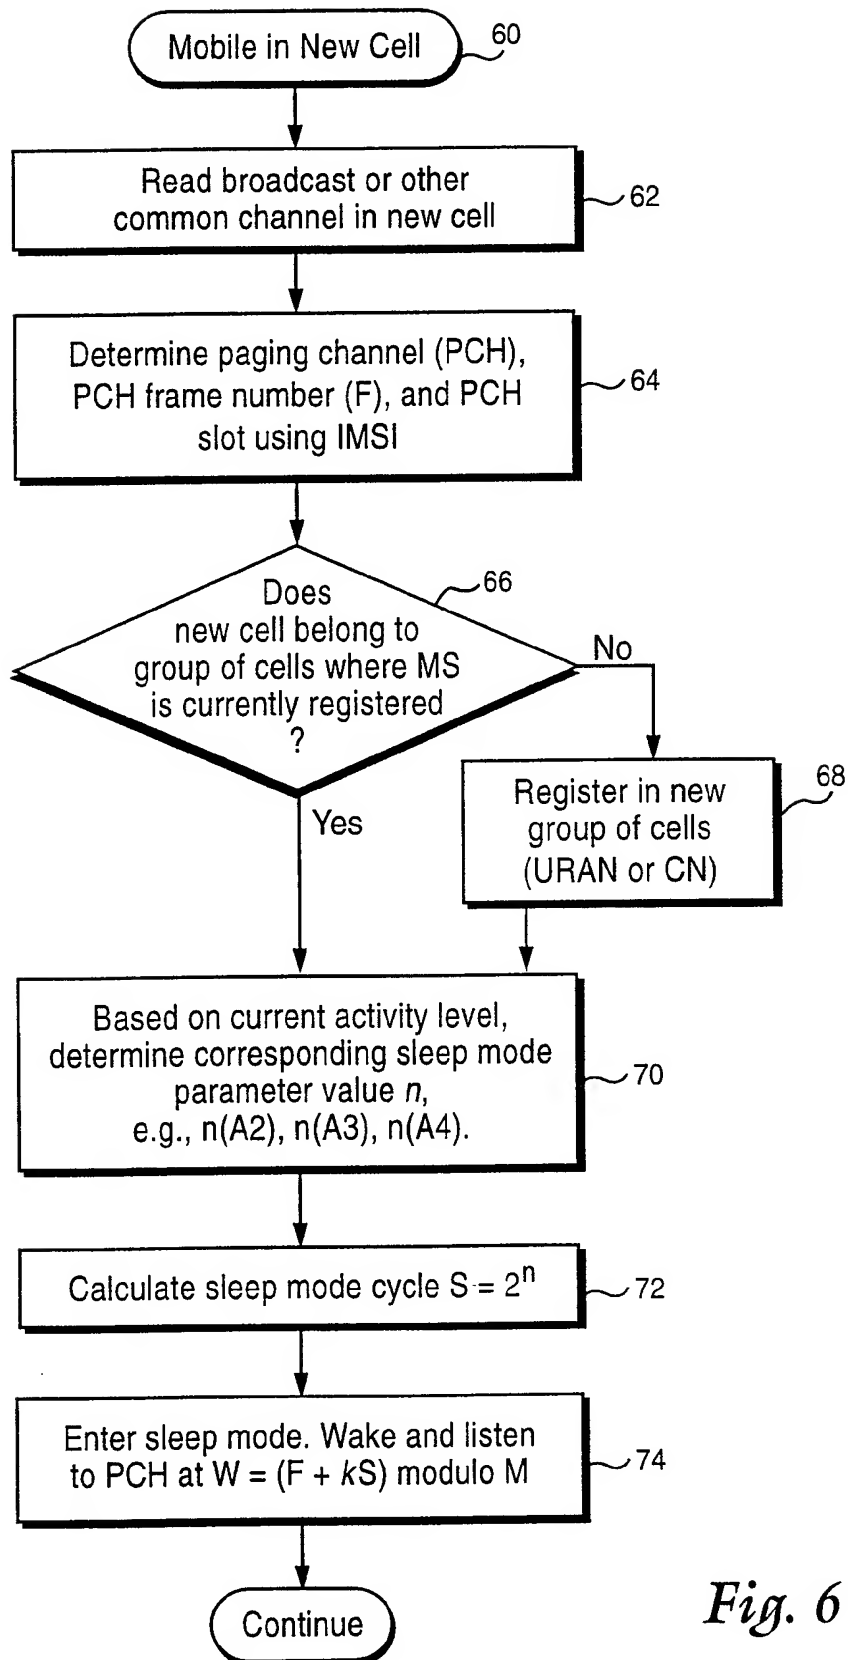 Mobile in New Cell
60
Read broadcast or other
common channel in new cell
62
Determine paging channel (PCH),
PCH frame number (F), and PCH
slot using IMSI
64
Does
new cell belong to
group of cells where MS
is currently registered
?
66
No
Yes
Register in new
group of cells
(URAN or CN)
68
Based on current activity level,
determine corresponding sleep mode
parameter value n,
e.g., n(A2), n(A3), n(A4).
70
Calculate sleep mode cycle S = 2ⁿ
72
Enter sleep mode. Wake and listen
to PCH at W = (F + kS) modulo M
74
Continue
Fig. 6